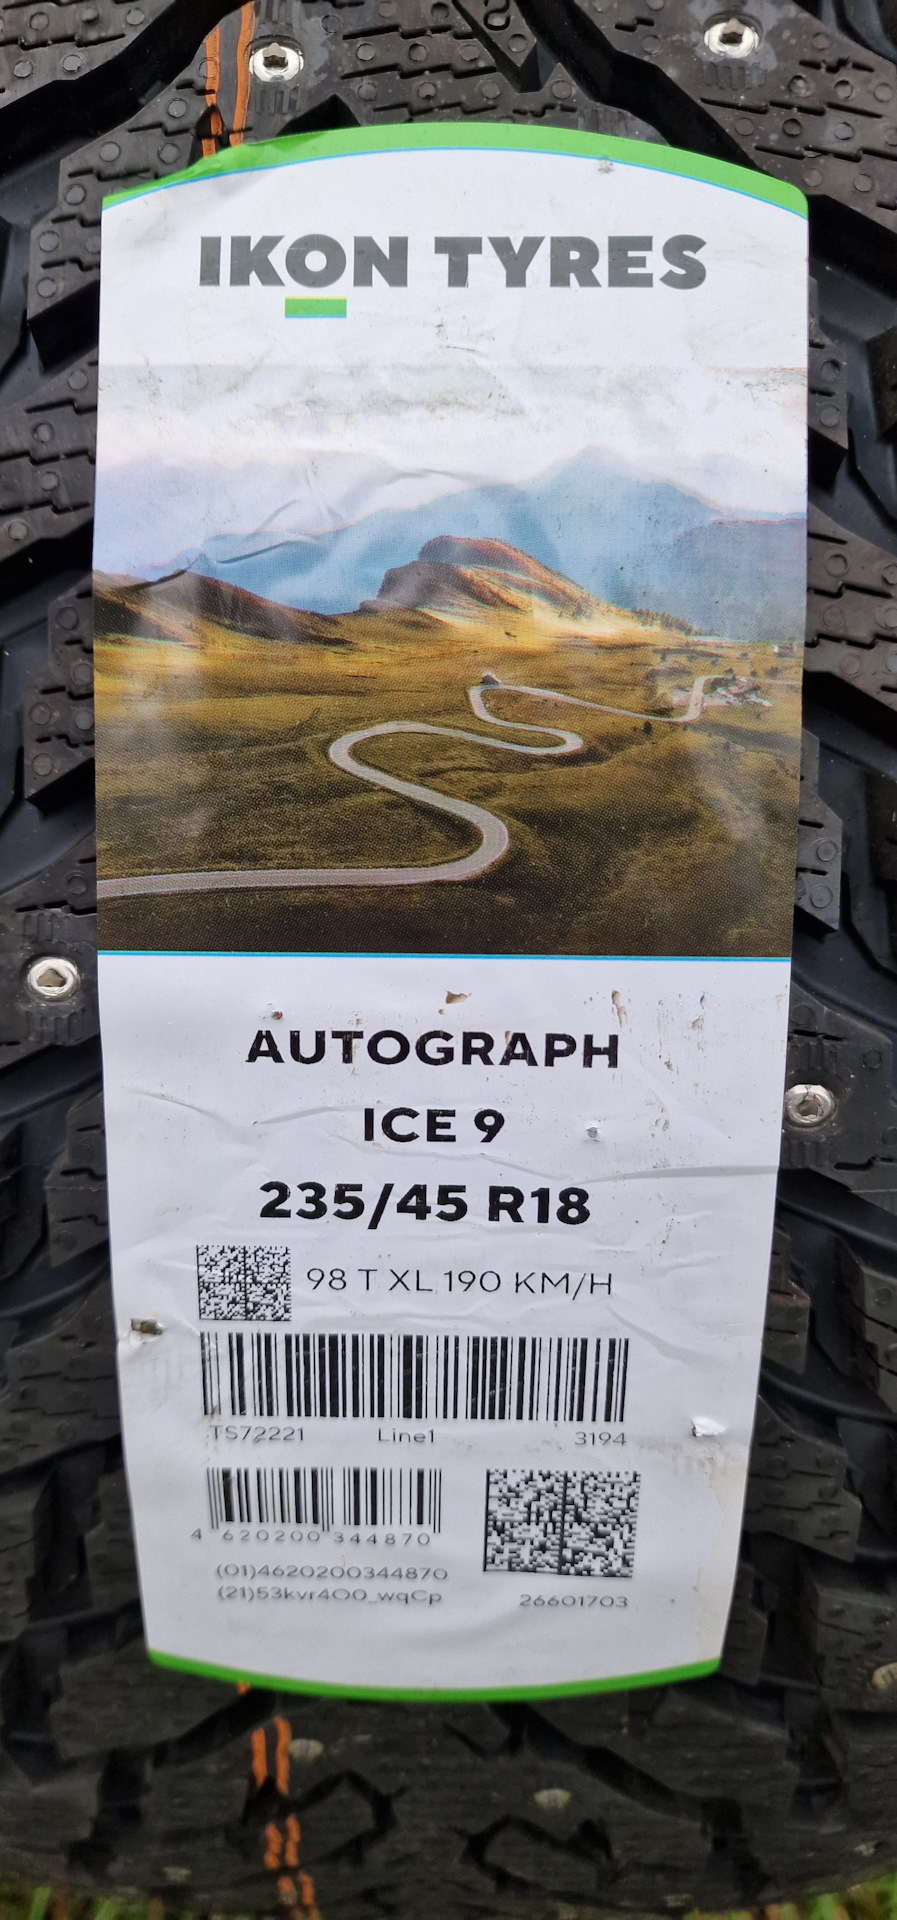 IKON TYRES
AUTOGRAPH
ICE 9
235/45 R18
98 T XL 190 KM/H
TS72221 Line1 3194
4 620200 344870
(01)4620200344870
(21)53kvr4O0_wqCp
26601703